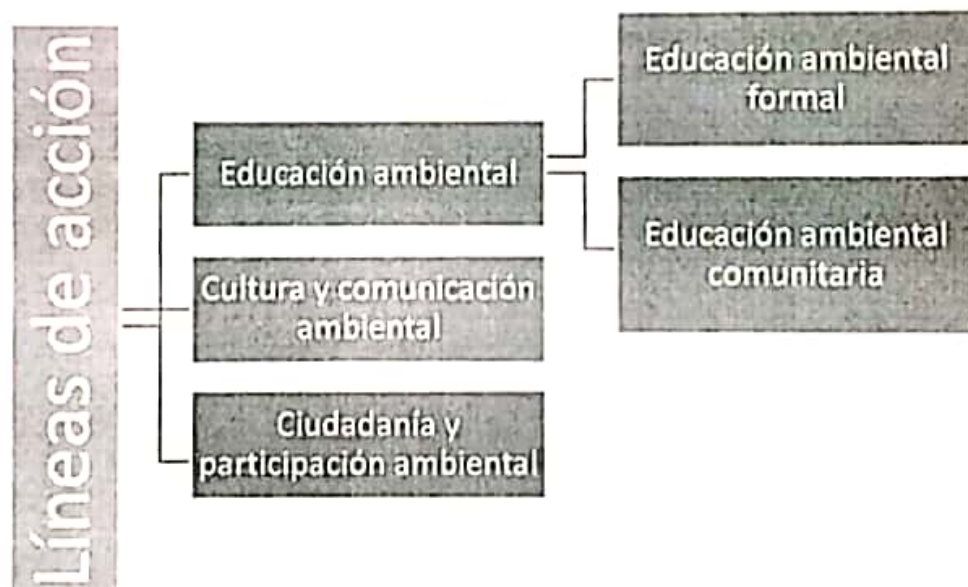 Líneas de acción
Educación ambiental
Cultura y comunicación
ambiental
Ciudadanía y
participación ambiental
Educación ambiental
formal
Educación ambiental
comunitaria